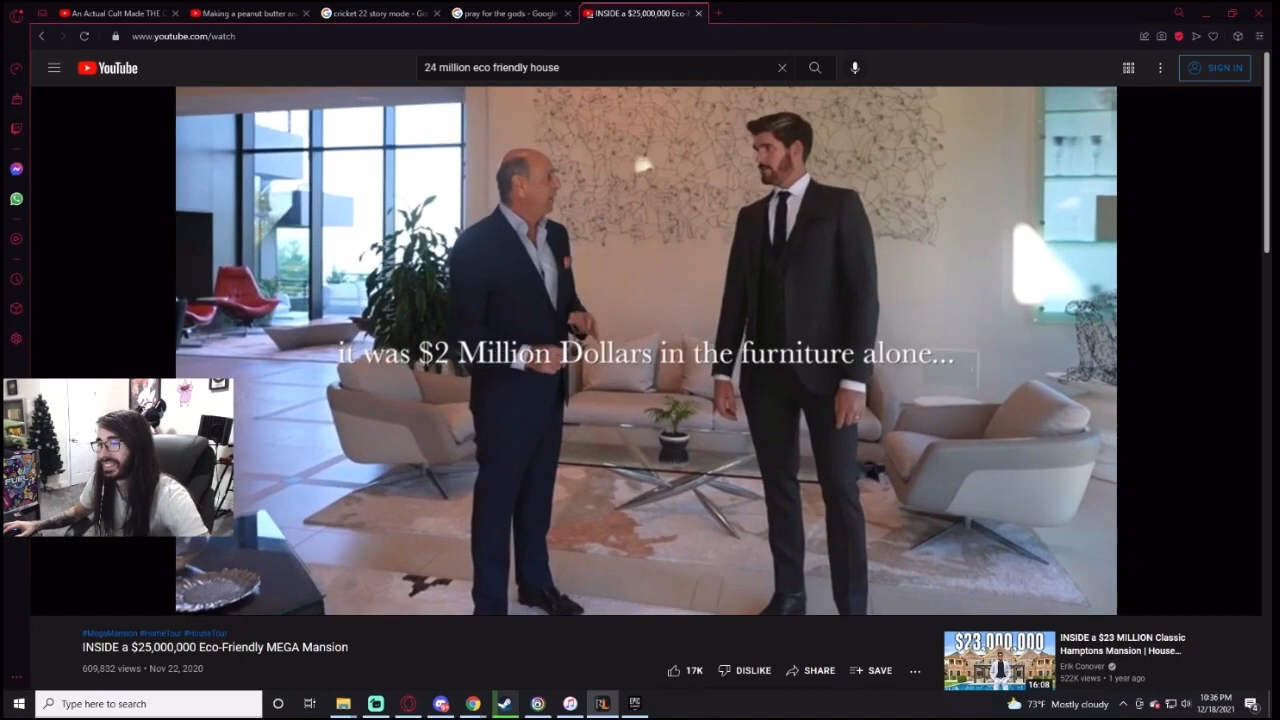 An Actual Cult Made THE C
Making a peanut butter an
cricket 22 story mode - Go
pray for the gods - Google
INSIDE a $25,000,000 Eco-F
www.youtube.com/watch
YouTube
24 million eco friendly house
SIGN IN
it was $2 Million Dollars in the furniture alone...
#MegaMansion #HomeTour #HouseTour
INSIDE a $25,000,000 Eco-Friendly MEGA Mansion
609,832 views • Nov 22, 2020
17K
DISLIKE
SHARE
SAVE
$23,000,000
16:08
INSIDE a $23 MILLION Classic
Hamptons Mansion | House...
Erik Conover
522K views • 1 year ago
Type here to search
73°F Mostly cloudy
10:36 PM
12/18/2021